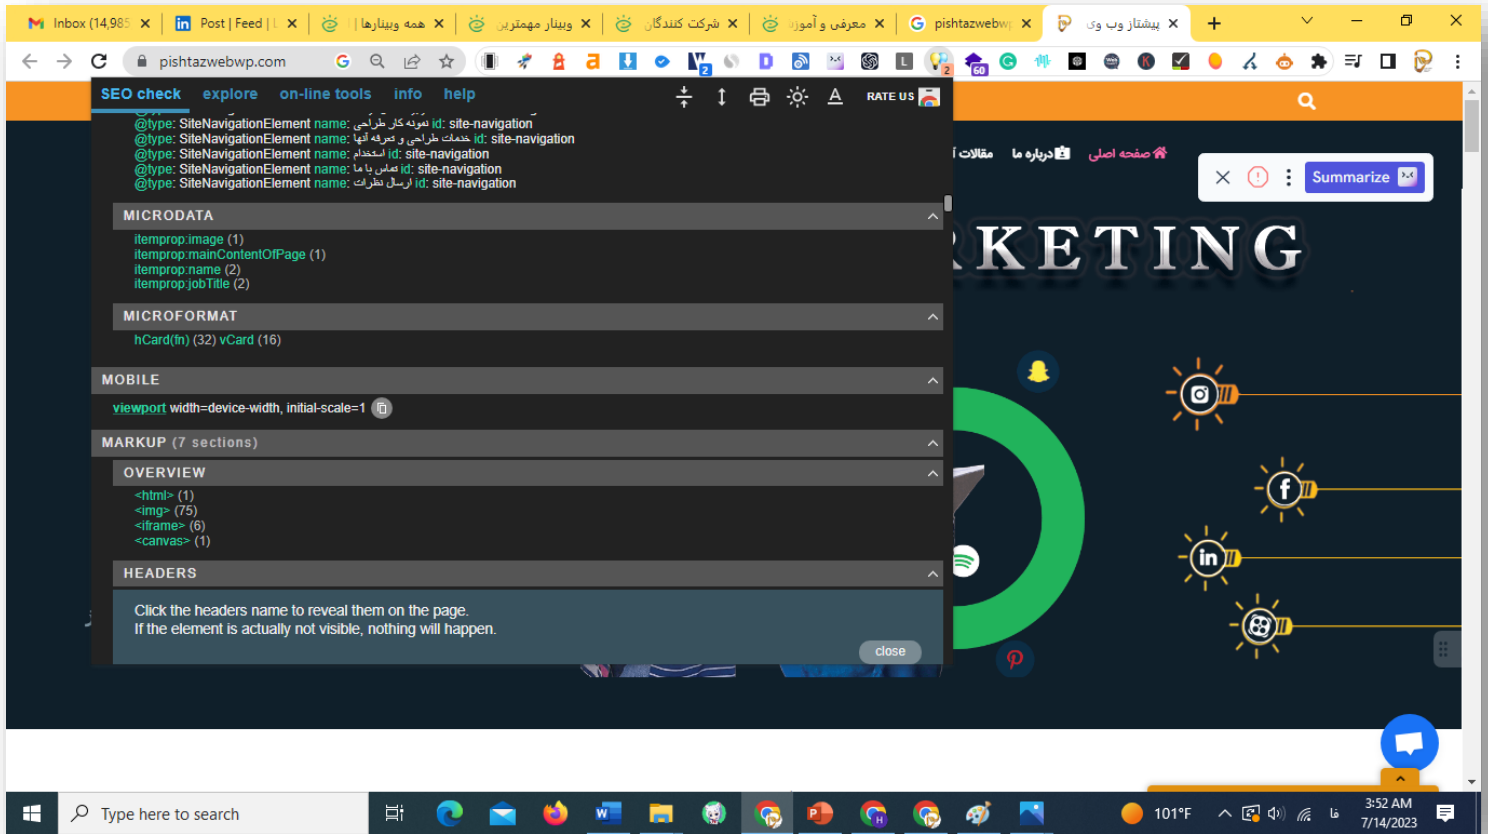 Inbox (14,985
Post | Feed | L
همه وبینارها | ا
وبینار مهمترین
شرکت کنندگان
معرفی و آموزش
pishtazwebwp
پیشتاز وب وی
pishtazwebwp.com
2
60
2
SEO check
explore
on-line tools
info
help
RATE US
@type: SiteNavigationElement name: نمونه کار طراحی id: site-navigation
@type: SiteNavigationElement name: خدمات طراحی و تعرفه آنها id: site-navigation
@type: SiteNavigationElement name: استخدام id: site-navigation
@type: SiteNavigationElement name: تماس با ما id: site-navigation
@type: SiteNavigationElement name: ارسال نظرات id: site-navigation
MICRODATA
itemprop:image (1)
itemprop:mainContentOfPage (1)
itemprop:name (2)
itemprop:jobTitle (2)
MICROFORMAT
hCard(fn) (32) vCard (16)
MOBILE
viewport width=device-width, initial-scale=1
MARKUP (7 sections)
OVERVIEW
<html> (1)
<img> (75)
<iframe> (6)
<canvas> (1)
HEADERS
Click the headers name to reveal them on the page.
If the element is actually not visible, nothing will happen.
close
صفحه اصلی
درباره ما
مقالات آ
Summarize
RKETING
Type here to search
101°F
فا
3:52 AM
7/14/2023